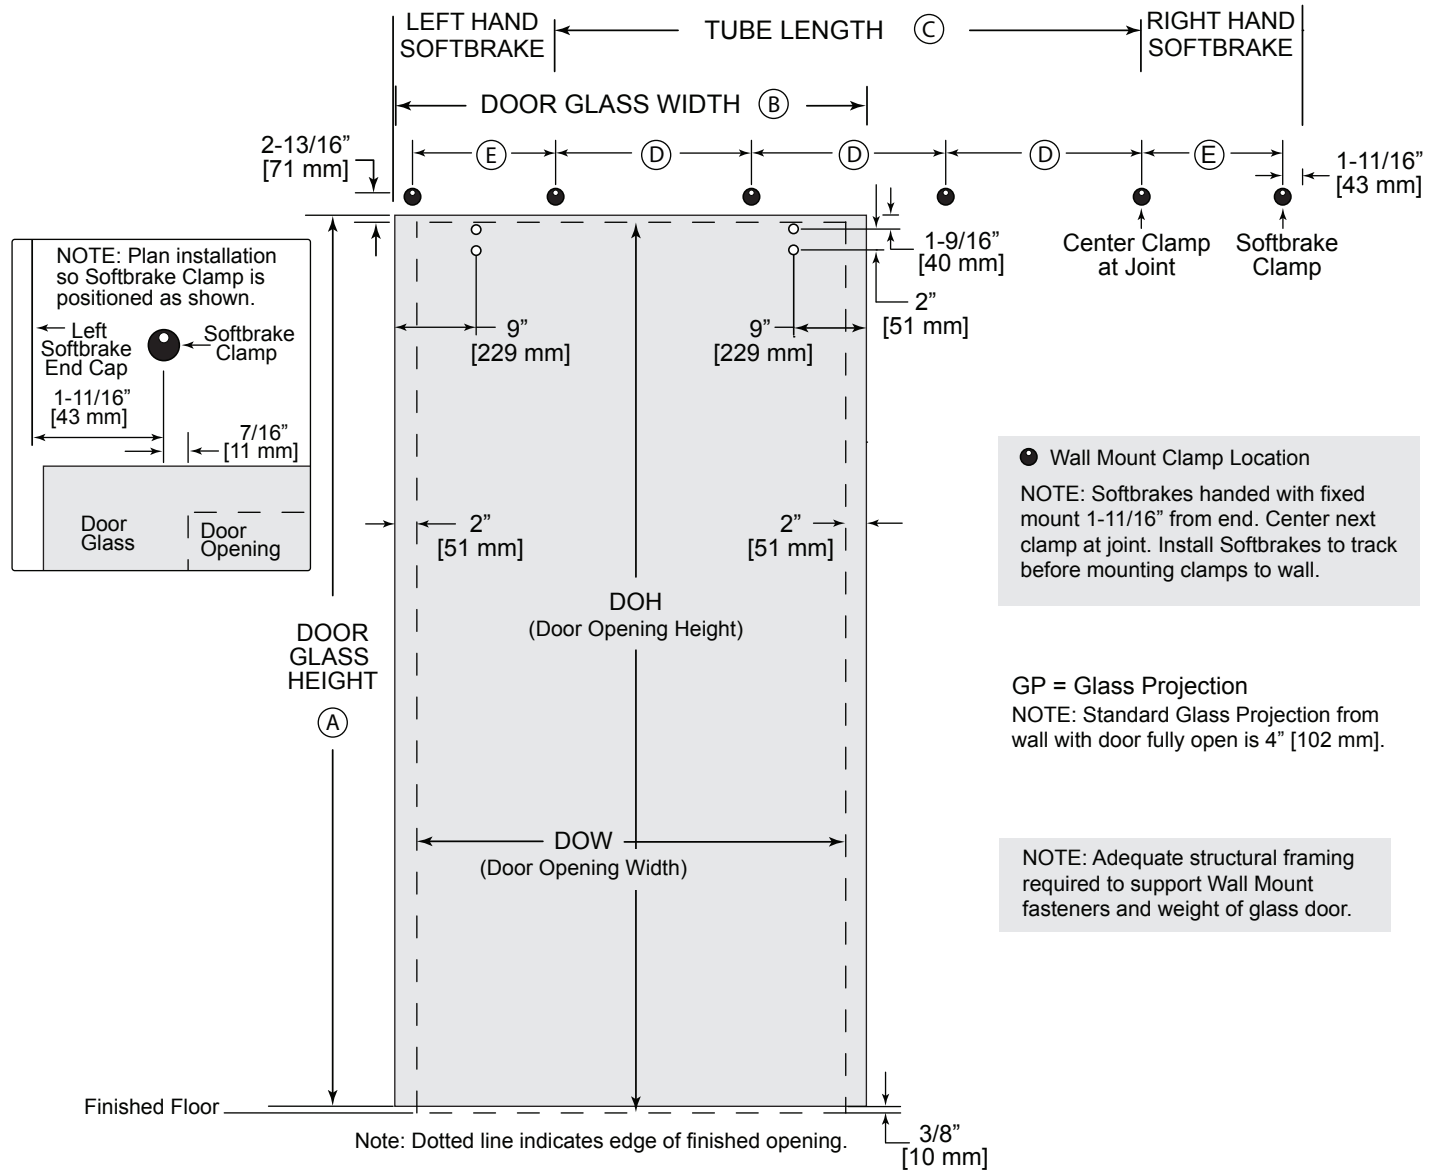 LEFT HAND
SOFTBRAKE
TUBE LENGTH C
RIGHT HAND
SOFTBRAKE
DOOR GLASS WIDTH B
2-13/16”
[71 mm]
E
D
D
D
E
1-11/16”
[43 mm]
1-9/16”
[40 mm]
Center Clamp
at Joint
Softbrake
Clamp
2”
[51 mm]
NOTE: Plan installation
so Softbrake Clamp is
positioned as shown.
Left
Softbrake
End Cap
Softbrake
Clamp
1-11/16”
[43 mm]
7/16”
[11 mm]
Door
Glass
Door
Opening
9”
[229 mm]
9”
[229 mm]
2”
[51 mm]
2”
[51 mm]
Wall Mount Clamp Location
NOTE: Softbrakes handed with fixed
mount 1-11/16” from end. Center next
clamp at joint. Install Softbrakes to track
before mounting clamps to wall.
DOH
(Door Opening Height)
DOOR
GLASS
HEIGHT
A
GP = Glass Projection
NOTE: Standard Glass Projection from
wall with door fully open is 4” [102 mm].
DOW
(Door Opening Width)
NOTE: Adequate structural framing
required to support Wall Mount
fasteners and weight of glass door.
Finished Floor
Note: Dotted line indicates edge of finished opening.
3/8”
[10 mm]